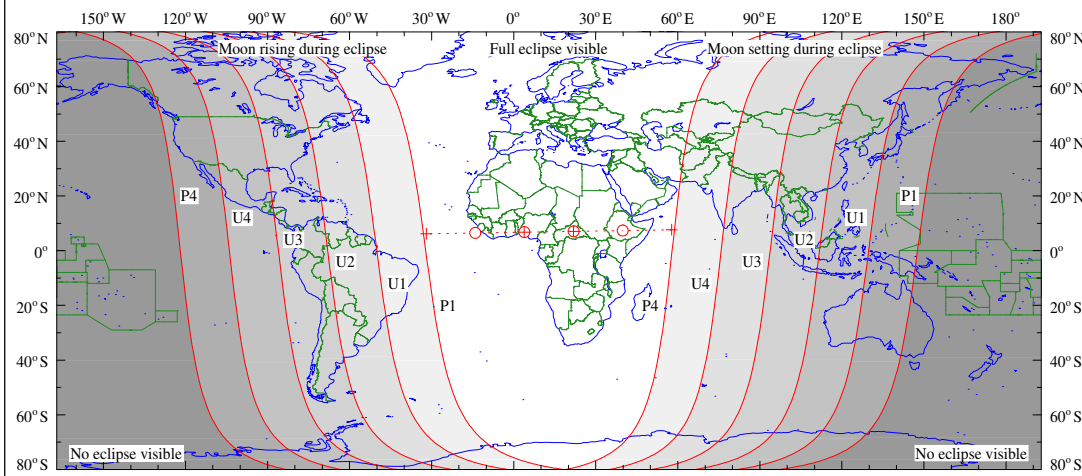 150°W 120°W 90°W 60°W 30°W 0° 30°E 60°E 90°E 120°E 150°E 180°
80°N Moon rising during eclipse Full eclipse visible Moon setting during eclipse 80°N
60°N 60°N
40°N 40°N
20°N P4 P1 20°N
U4 U1
U3 U2
0° 0°
U2 U3
U1 U4
20°S P1 P4 20°S
40°S 40°S
60°S 60°S
No eclipse visible No eclipse visible
80°S 80°S